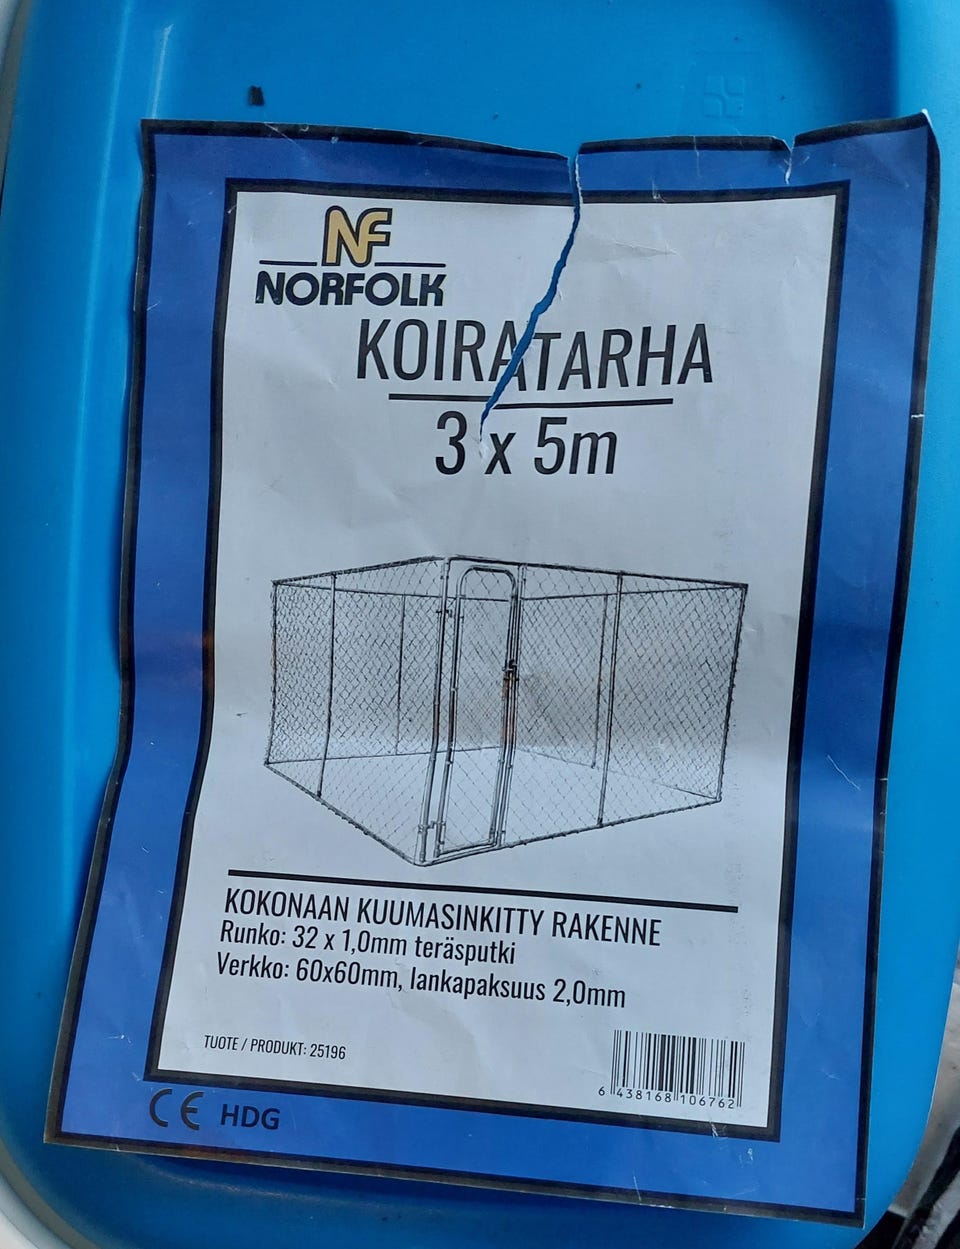 NF
NORFOLK
KOIRATARHA
3 x 5m
KOKONAAN KUUMASINKITTY RAKENNE
Runko: 32 x 1,0mm teräsputki
Verkko: 60x60mm, lankapaksuus 2,0mm
TUOTE / PRODUKT: 25196
6 438168 106762
CE HDG